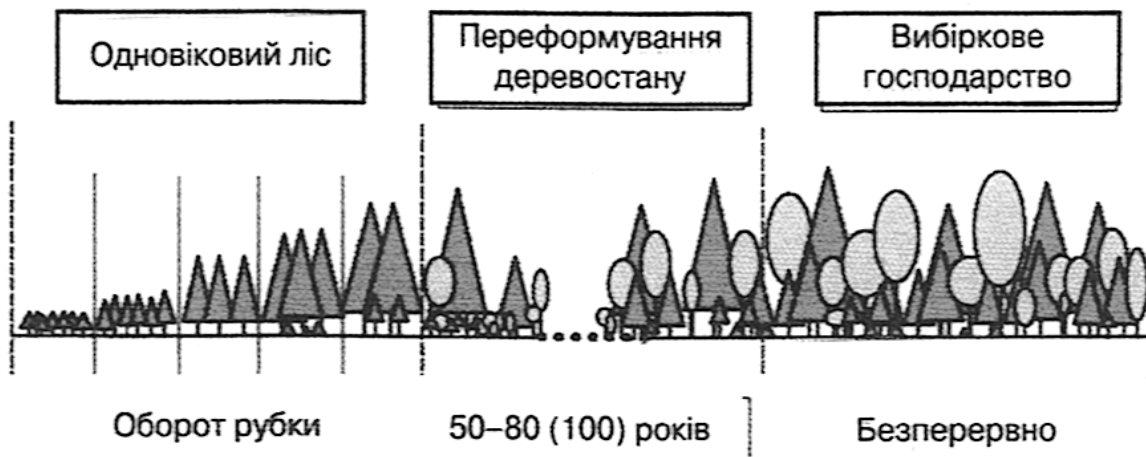 Одновіковий ліс
Переформування
деревостану
Вибіркове
господарство
Оборот рубки
50–80 (100) років
Безперервно